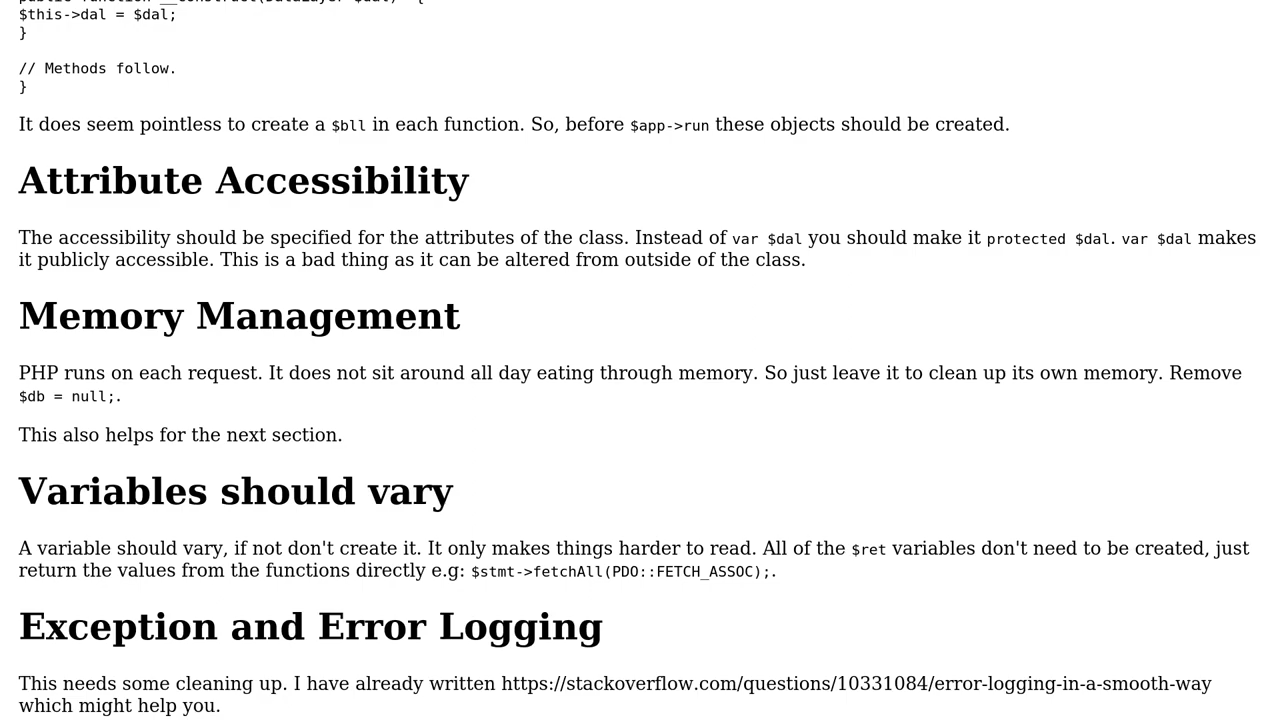 public function __construct(DataLayer $dal)  {
$this->dal = $dal;
}
// Methods follow.
}
It does seem pointless to create a $bll in each function. So, before $app->run these objects should be created.
Attribute Accessibility
The accessibility should be specified for the attributes of the class. Instead of var $dal you should make it protected $dal. var $dal makes
it publicly accessible. This is a bad thing as it can be altered from outside of the class.
Memory Management
PHP runs on each request. It does not sit around all day eating through memory. So just leave it to clean up its own memory. Remove
$db = null;.
This also helps for the next section.
Variables should vary
A variable should vary, if not don't create it. It only makes things harder to read. All of the $ret variables don't need to be created, just
return the values from the functions directly e.g: $stmt->fetchAll(PDO::FETCH_ASSOC);.
Exception and Error Logging
This needs some cleaning up. I have already written https://stackoverflow.com/questions/10331084/error-logging-in-a-smooth-way
which might help you.